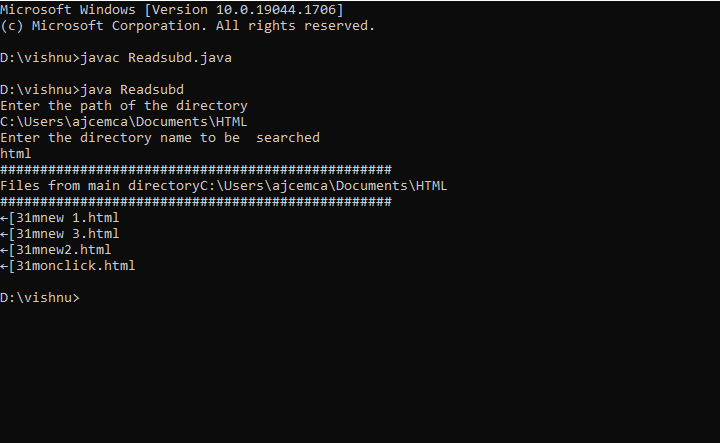 Microsoft Windows [Version 10.0.19044.1706]
(c) Microsoft Corporation. All rights reserved.
D:\vishnu>javac Readsubd.java
D:\vishnu>java Readsubd
Enter the path of the directory
C:\Users\ajcemca\Documents\HTML
Enter the directory name to be  searched
html
#################################################
Files from main directoryC:\Users\ajcemca\Documents\HTML
#################################################
←[31mnew 1.html
←[31mnew 3.html
←[31mnew2.html
←[31monclick.html
D:\vishnu>